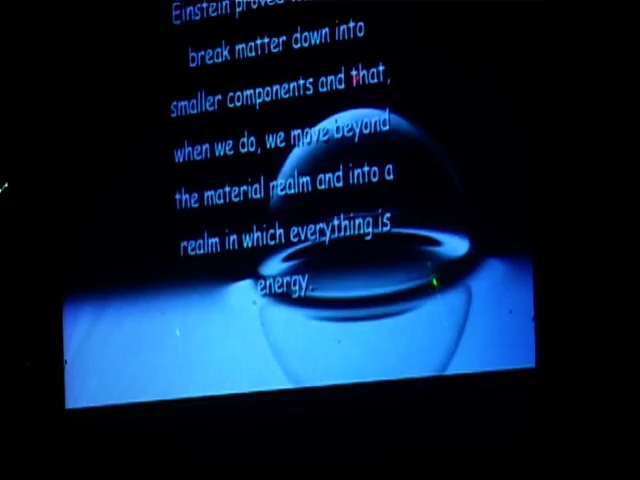 Einstein proved
break matter down into
smaller components and that,
when we do, we move beyond
the material realm and into a
realm in which everything is
energy.